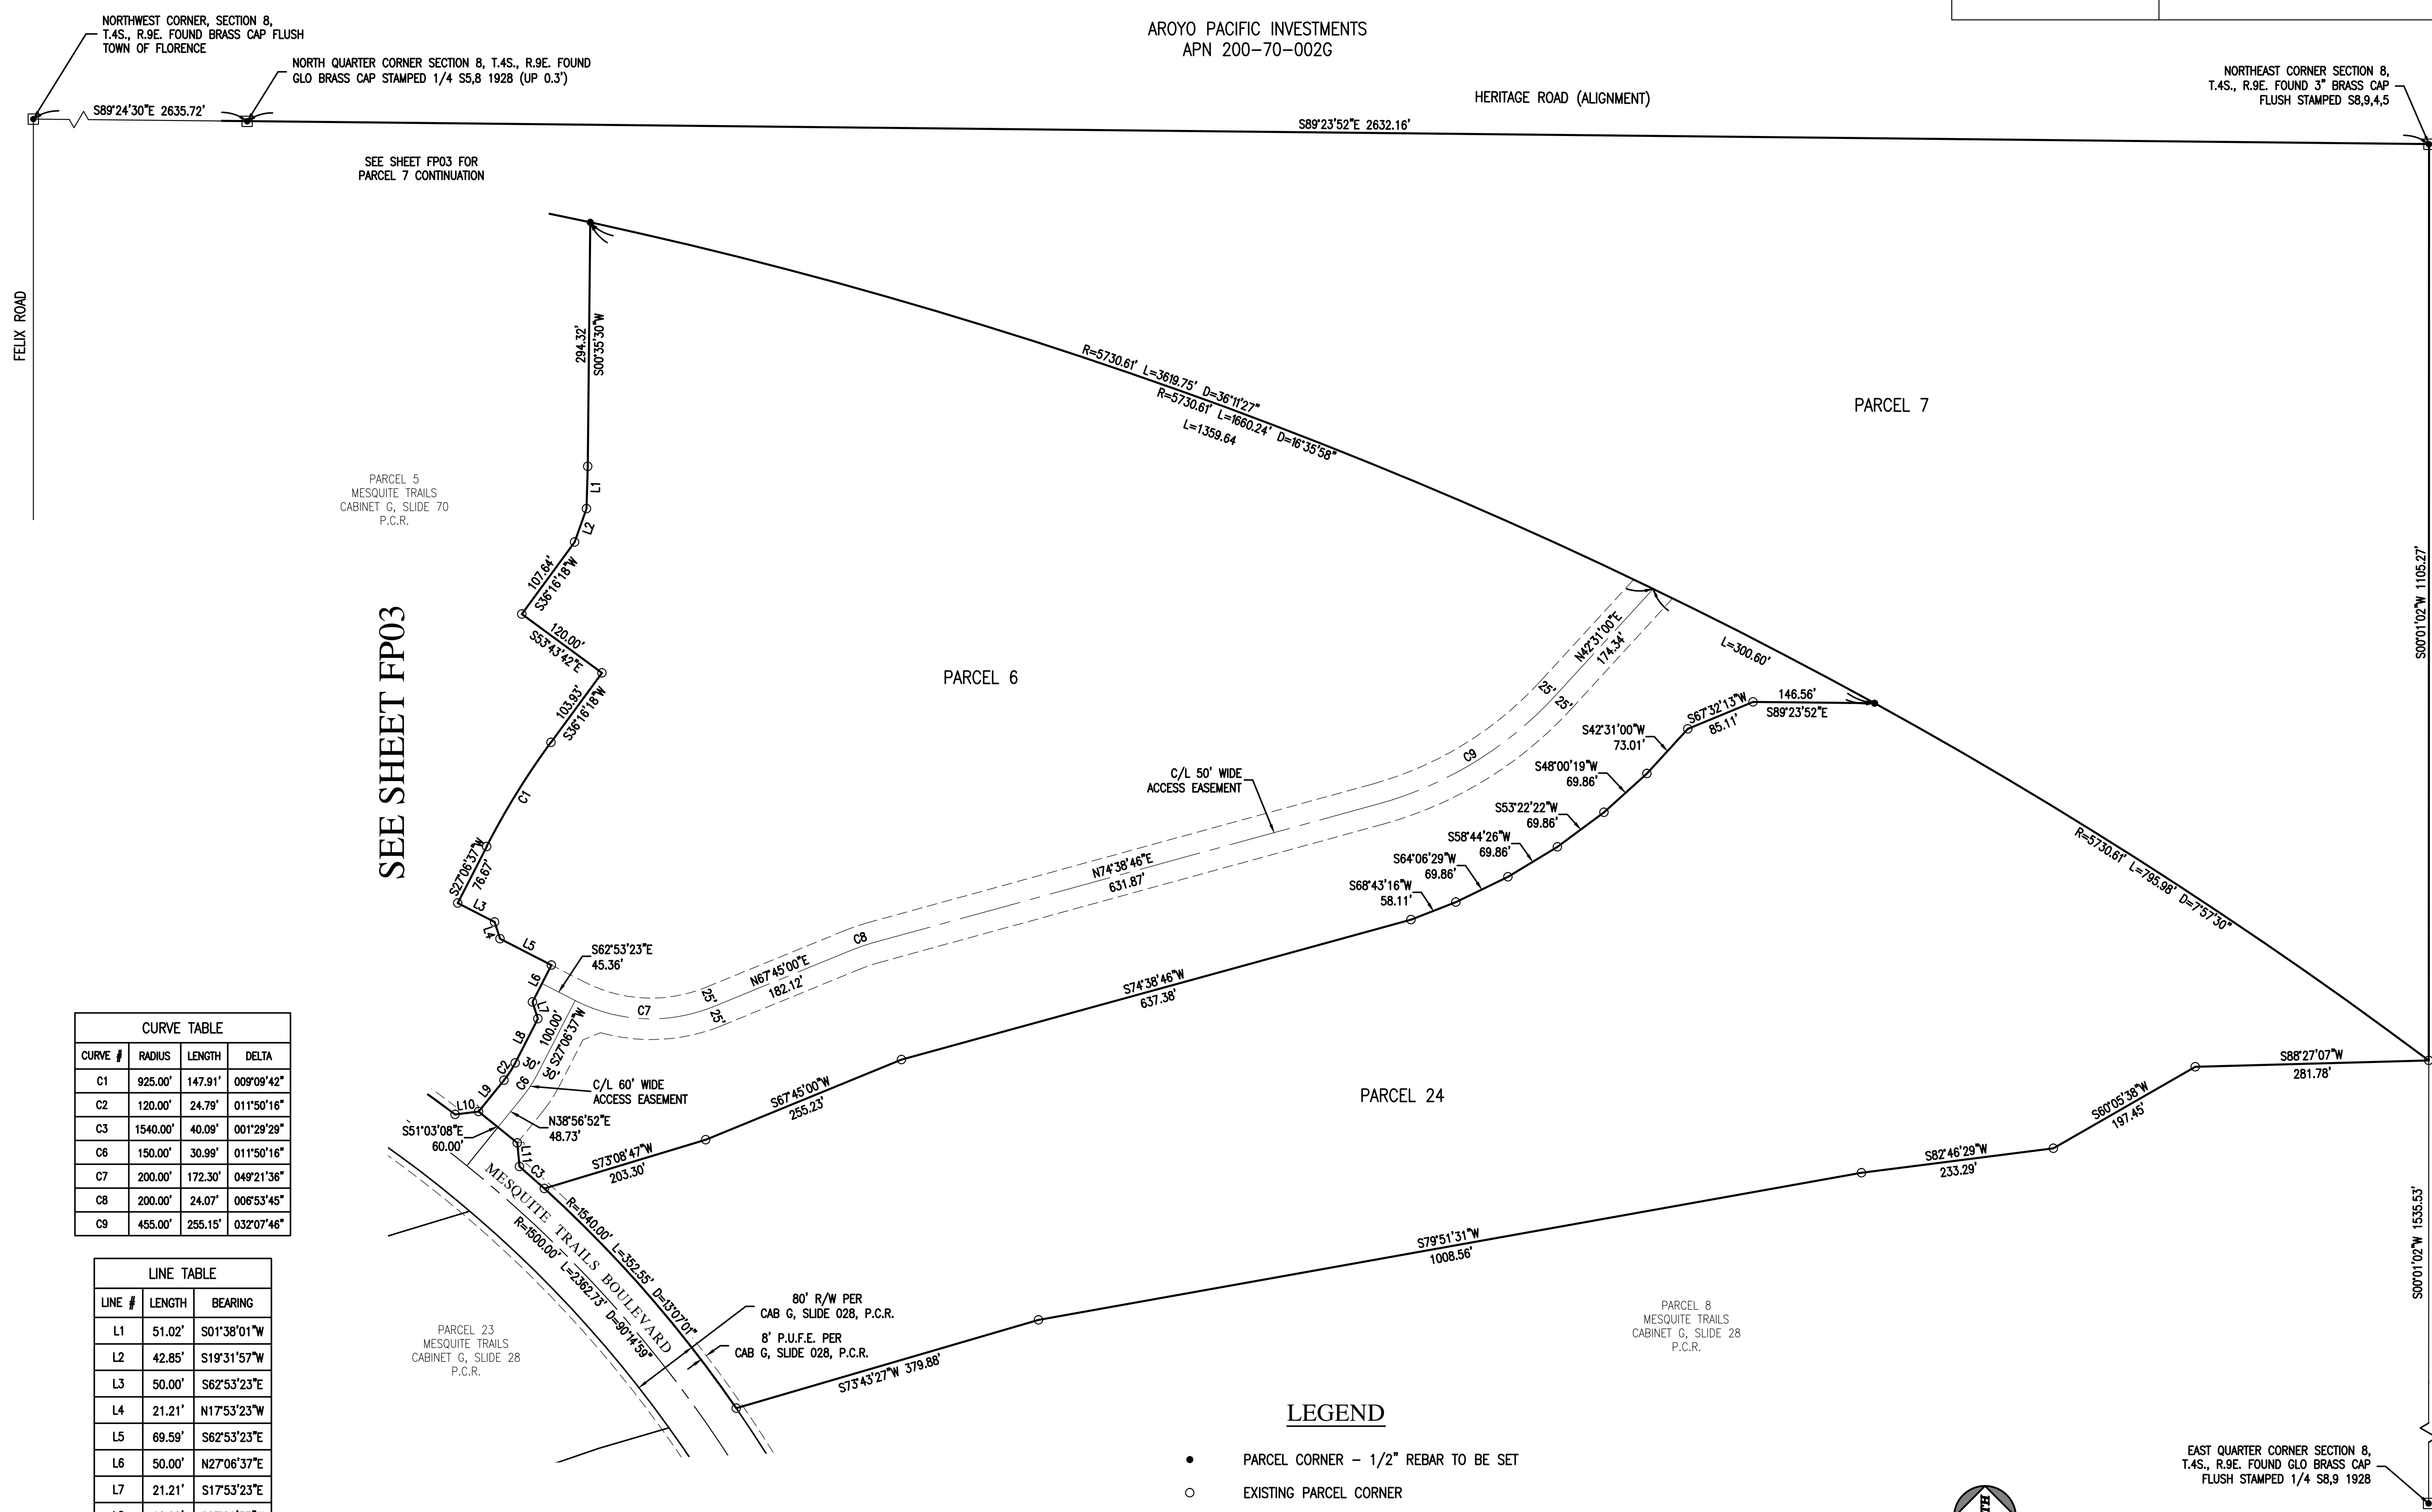 NORTHWEST CORNER, SECTION 8,
T.4S., R.9E. FOUND BRASS CAP FLUSH
TOWN OF FLORENCE
NORTH QUARTER CORNER SECTION 8, T.4S., R.9E. FOUND
GLO BRASS CAP STAMPED 1/4 S5,8 1928 (UP 0.3')
AROYO PACIFIC INVESTMENTS
APN 200-70-002G
HERITAGE ROAD (ALIGNMENT)
NORTHEAST CORNER SECTION 8,
T.4S., R.9E. FOUND 3" BRASS CAP
FLUSH STAMPED S8,9,4,5
S89°24'30"E 2635.72'
S89°23'52"E 2632.16'
SEE SHEET FP03 FOR
PARCEL 7 CONTINUATION
FELIX ROAD
294.32'
S00°35'30"W
R=5730.61' L=3619.75' D=36°11'27"
R=5730.61' L=1660.24' D=16°35'58"
L=1359.64
PARCEL 7
PARCEL 5
MESQUITE TRAILS
CABINET G, SLIDE 70
P.C.R.
L1
L2
107.64'
S36°16'18"W
120.00'
S53°43'42"E
103.93'
S36°16'18"W
SEE SHEET FP03
PARCEL 6
N42°31'00"E
174.34'
25'
25'
L=300.60'
S00°01'02"W 1105.27'
146.56'
S89°23'52"E
S67°32'13"W
85.11'
S42°31'00"W
73.01'
S48°00'19"W
69.86'
S53°22'22"W
69.86'
S58°44'26"W
69.86'
S64°06'29"W
69.86'
S68°43'16"W
58.11'
C9
C/L 50' WIDE
ACCESS EASEMENT
C1
S27°06'37"W
76.67'
L3
L4
L5
L6
S62°53'23"E
45.36'
N74°38'46"E
631.87'
C8
N67°45'00"E
182.12'
25'
25'
C7
R=5730.61' L=795.98' D=7°57'30"
L7
L8
100.00'
S27°06'37"W
C2
30'
30'
C6
L9
L10
C/L 60' WIDE
ACCESS EASEMENT
N38°56'52"E
48.73'
S51°03'08"E
60.00'
L11
C3
S74°38'46"W
637.38'
S67°45'00"W
255.23'
S73°08'47"W
203.30'
PARCEL 24
S88°27'07"W
281.78'
S60°05'38"W
197.45'
S82°46'29"W
233.29'
S79°51'31"W
1008.56'
S73°43'27"W 379.88'
S00°01'02"W 1535.53'
MESQUITE TRAILS BOULEVARD
R=1540.00' L=352.55' D=13°07'01"
R=1500.00' L=2362.73' D=90°14'59"
80' R/W PER
CAB G, SLIDE 028, P.C.R.
8' P.U.F.E. PER
CAB G, SLIDE 028, P.C.R.
PARCEL 23
MESQUITE TRAILS
CABINET G, SLIDE 28
P.C.R.
PARCEL 8
MESQUITE TRAILS
CABINET G, SLIDE 28
P.C.R.
CURVE TABLE
CURVE # RADIUS LENGTH DELTA
C1 925.00' 147.91' 009°09'42"
C2 120.00' 24.79' 011°50'16"
C3 1540.00' 40.09' 001°29'29"
C6 150.00' 30.99' 011°50'16"
C7 200.00' 172.30' 049°21'36"
C8 200.00' 24.07' 006°53'45"
C9 455.00' 255.15' 032°07'46"
LINE TABLE
LINE # LENGTH BEARING
L1 51.02' S01°38'01"W
L2 42.85' S19°31'57"W
L3 50.00' S62°53'23"E
L4 21.21' N17°53'23"W
L5 69.59' S62°53'23"E
L6 50.00' N27°06'37"E
L7 21.21' S17°53'23"E
LEGEND
PARCEL CORNER - 1/2" REBAR TO BE SET
EXISTING PARCEL CORNER
EAST QUARTER CORNER SECTION 8,
T.4S., R.9E. FOUND GLO BRASS CAP
FLUSH STAMPED 1/4 S8,9 1928